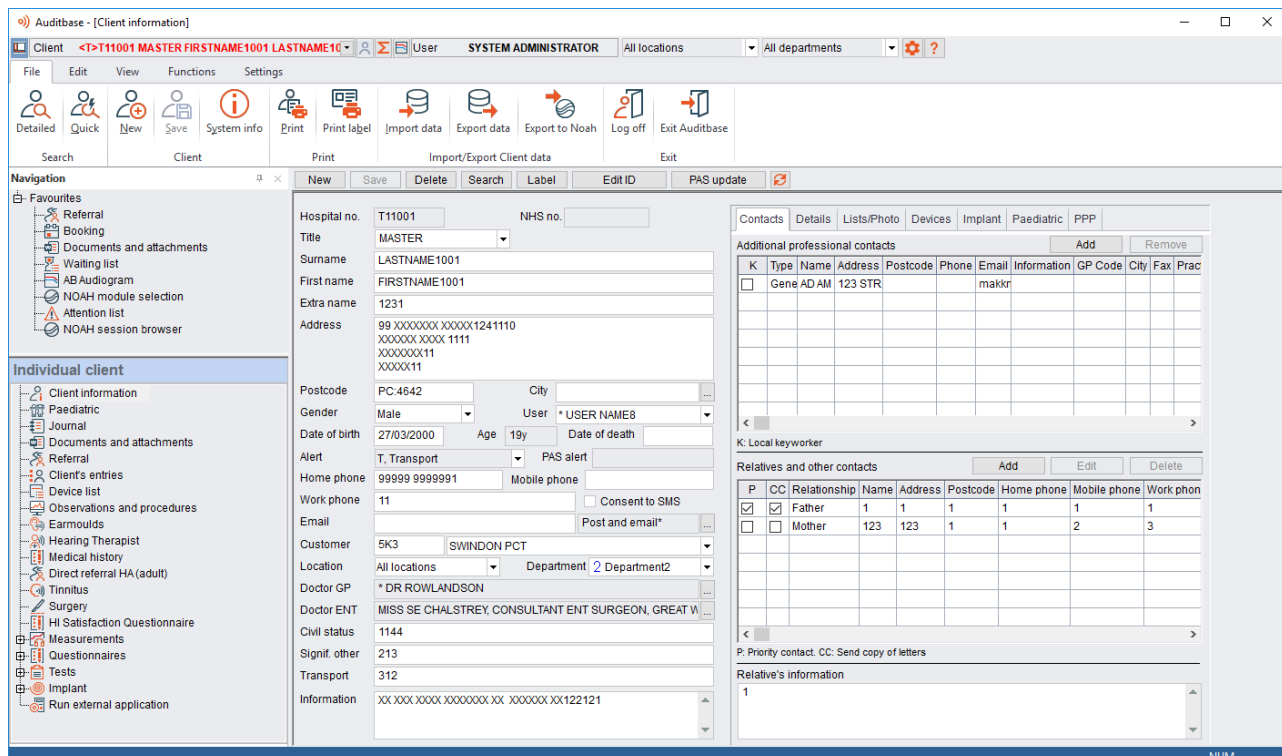 Auditbase - [Client information]
Client <T>T11001 MASTER FIRSTNAME1001 LASTNAME10 User SYSTEM ADMINISTRATOR All locations All departments ?
File Edit View Functions Settings
Detailed Quick New Save System info Print Print label Import data Export data Export to Noah Log off Exit Auditbase
Search Client Print Import/Export Client data Exit
Navigation
Favourites
Referral
Booking
Documents and attachments
Waiting list
AB Audiogram
NOAH module selection
Attention list
NOAH session browser
Individual client
Client information
Paediatric
Journal
Documents and attachments
Referral
Client's entries
Device list
Observations and procedures
Earmoulds
Hearing Therapist
Medical history
Direct referral HA (adult)
Tinnitus
Surgery
HI Satisfaction Questionnaire
Measurements
Questionnaires
Tests
Implant
Run external application
New Save Delete Search Label Edit ID PAS update
Hospital no. T11001 NHS no.
Title MASTER
Surname LASTNAME1001
First name FIRSTNAME1001
Extra name 1231
Address 99 XXXXXXX XXXXX1241110
XXXXXX XXXX 1111
XXXXXXX11
XXXXX11
Postcode PC:4642 City ...
Gender Male User * USER NAME8
Date of birth 27/03/2000 Age 19y Date of death
Alert T, Transport PAS alert
Home phone 99999 9999991 Mobile phone
Work phone 11 Consent to SMS
Email Post and email* ...
Customer 5K3 SWINDON PCT
Location All locations Department 2 Department2
Doctor GP * DR ROWLANDSON ...
Doctor ENT MISS SE CHALSTREY, CONSULTANT ENT SURGEON, GREAT W ...
Civil status 1144
Signif. other 213
Transport 312
Information XX XXX XXXX XXXXXXX XX XXXXXX XX122121
Contacts Details Lists/Photo Devices Implant Paediatric PPP
Additional professional contacts Add Remove
K Type Name Address Postcode Phone Email Information GP Code City Fax Pract
Gene AD AM 123 STR makkr
K: Local keyworker
Relatives and other contacts Add Edit Delete
P CC Relationship Name Address Postcode Home phone Mobile phone Work phon
Father 1 1 1 1 1 1
Mother 123 123 1 1 2 3
P: Priority contact. CC: Send copy of letters
Relative's information
1
NUM